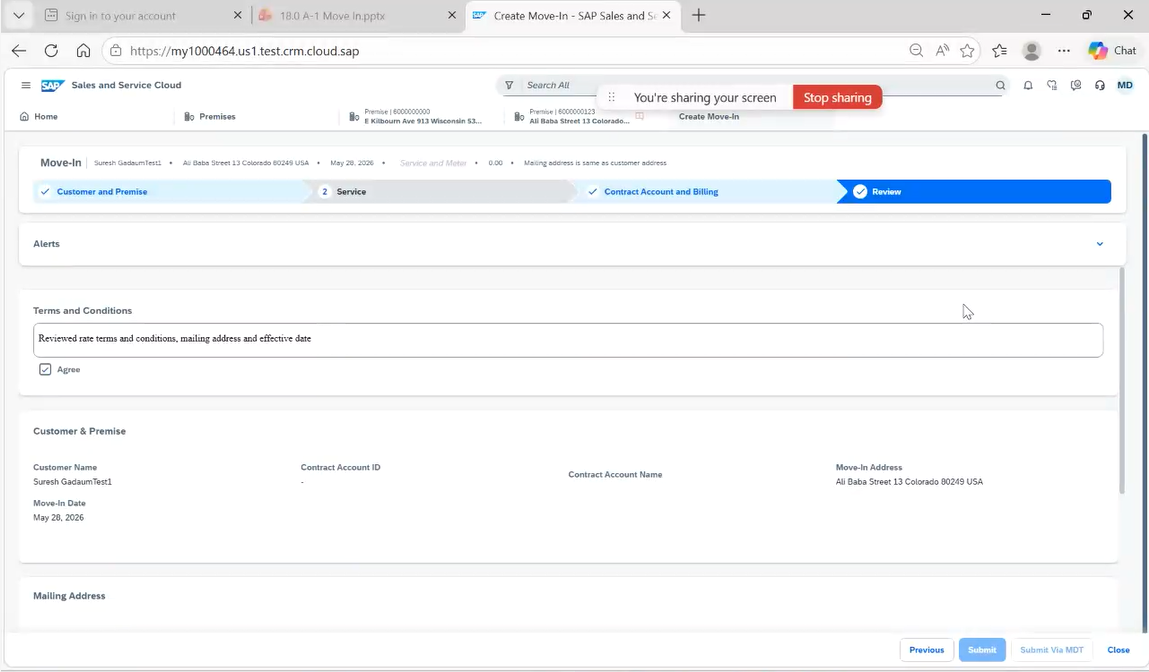 Sign in to your account
18.0 A-1 Move In.pptx
Create Move-In - SAP Sales and Se
https://my1000464.us1.test.crm.cloud.sap
Chat
SAP Sales and Service Cloud
Search All
MD
You're sharing your screen
Stop sharing
Home
Premises
Premise | 6000000000
E Kilbourn Ave 913 Wisconsin 53...
Premise | 6000000123
Ali Baba Street 13 Colorado...
Create Move-In
Move-In Suresh GadaumTest1 • Ali Baba Street 13 Colorado 80249 USA • May 28, 2026 • Service and Meter • 0.00 • Mailing address is same as customer address
Customer and Premise
2 Service
Contract Account and Billing
Review
Alerts
Terms and Conditions
Reviewed rate terms and conditions, mailing address and effective date
Agree
Customer & Premise
Customer Name
Suresh GadaumTest1
Contract Account ID
-
Contract Account Name
Move-In Address
Ali Baba Street 13 Colorado 80249 USA
Move-In Date
May 28, 2026
Mailing Address
Previous
Submit
Submit Via MDT
Close